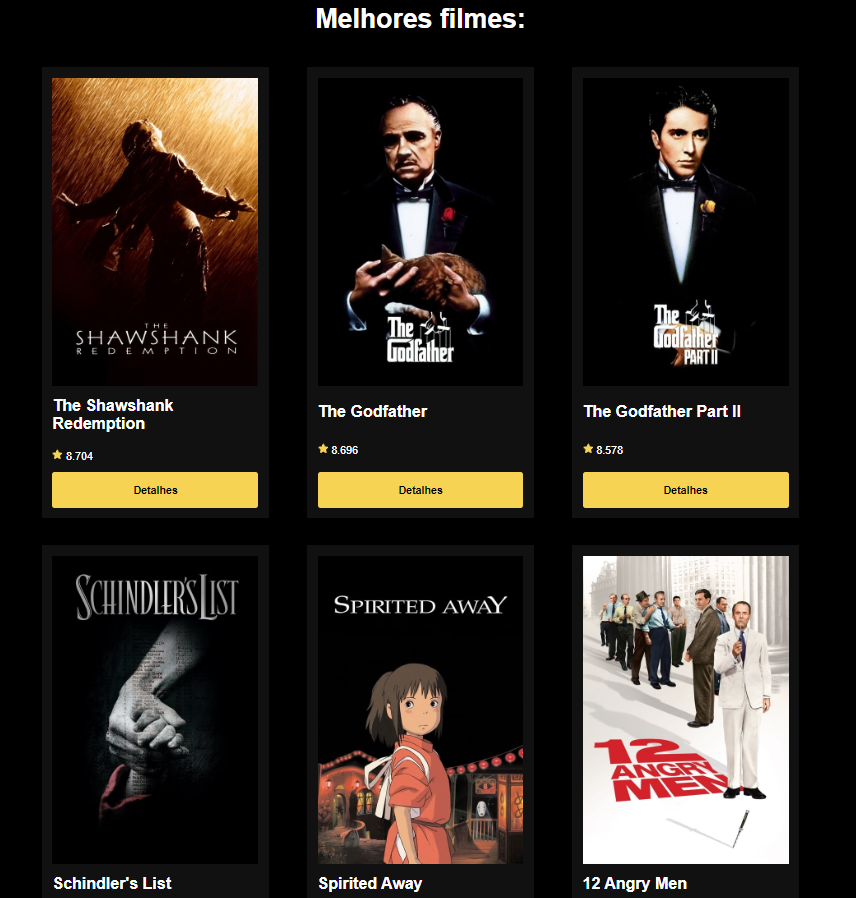 Melhores filmes:
THE
SHAWSHANK
REDEMPTION
The
Godfather
The
Godfather
PART II
The Shawshank
Redemption
The Godfather
The Godfather Part II
8.704
8.696
8.578
Detalhes
Detalhes
Detalhes
SCHINDLER'S LIST
SPIRITED AWAY
12
ANGRY
MEN
Schindler's List
Spirited Away
12 Angry Men